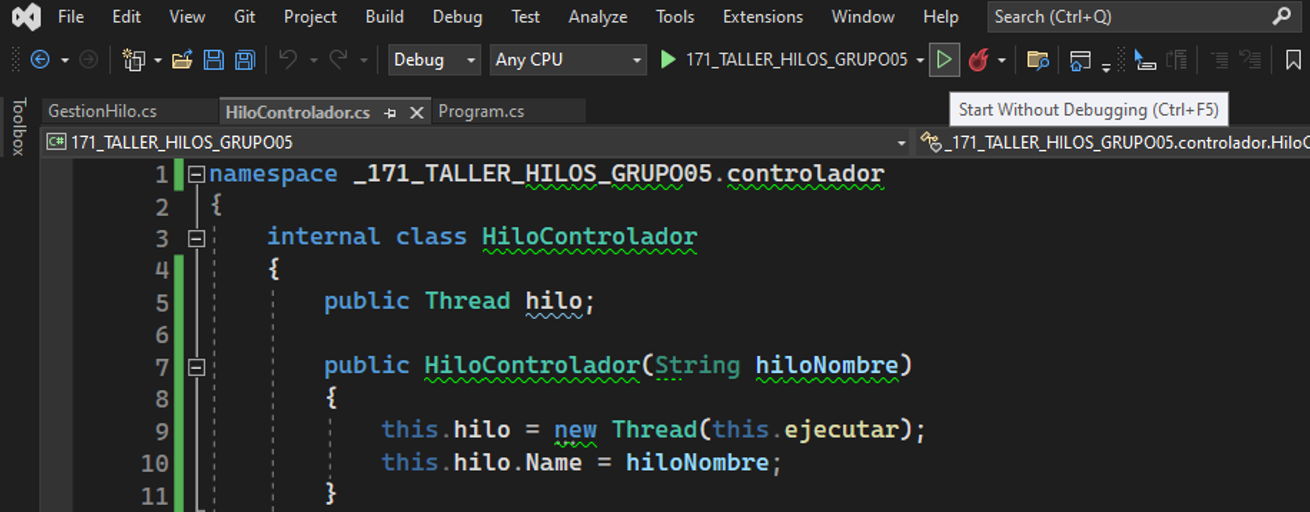 File Edit View Git Project Build Debug Test Analyze Tools Extensions Window Help Search (Ctrl+Q)
Debug Any CPU 171_TALLER_HILOS_GRUPO05
Start Without Debugging (Ctrl+F5)
Toolbox
GestionHilo.cs HiloControlador.cs Program.cs
C# 171_TALLER_HILOS_GRUPO05 _171_TALLER_HILOS_GRUPO05.controlador.HiloC
1 namespace _171_TALLER_HILOS_GRUPO05.controlador
2 {
3 internal class HiloControlador
4 {
5 public Thread hilo;
6
7 public HiloControlador(String hiloNombre)
8 {
9 this.hilo = new Thread(this.ejecutar);
10 this.hilo.Name = hiloNombre;
11 }